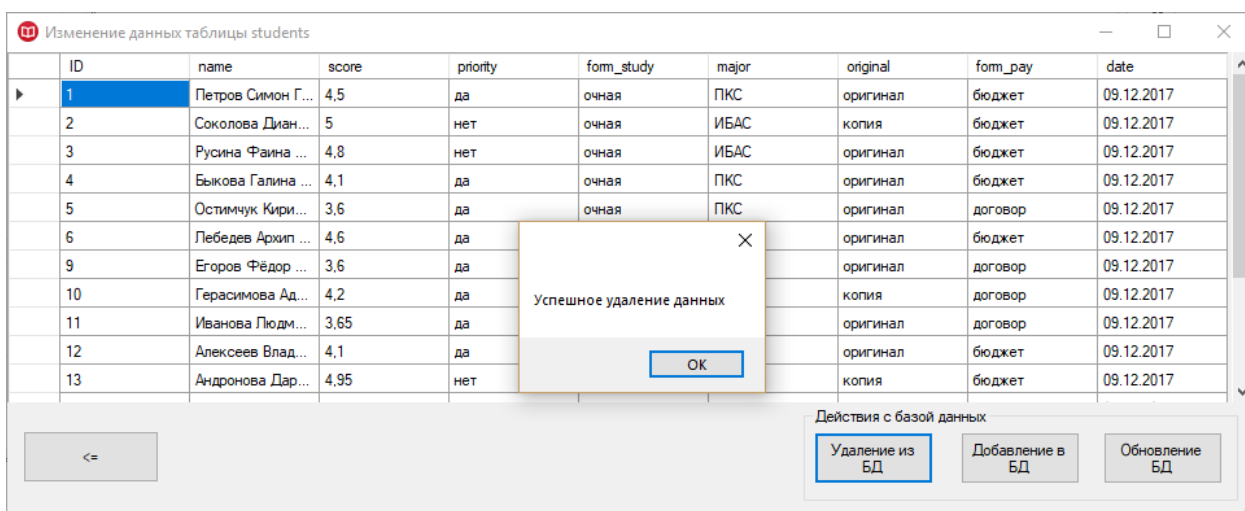 Изменение данных таблицы students
ID name score priority form_study major original form_pay date
1 Петров Симон Г... 4,5 да очная ПКС оригинал бюджет 09.12.2017
2 Соколова Диан... 5 нет очная ИБАС копия бюджет 09.12.2017
3 Русина Фаина ... 4,8 нет очная ИБАС оригинал бюджет 09.12.2017
4 Быкова Галина ... 4,1 да очная ПКС оригинал бюджет 09.12.2017
5 Остимчук Кири... 3,6 да очная ПКС оригинал договор 09.12.2017
6 Лебедев Архип ... 4,6 да оригинал бюджет 09.12.2017
9 Егоров Фёдор ... 3,6 да оригинал договор 09.12.2017
10 Герасимова Ад... 4,2 да копия договор 09.12.2017
11 Иванова Людм... 3,65 да оригинал договор 09.12.2017
12 Алексеев Влад... 4,1 да оригинал бюджет 09.12.2017
13 Андронова Дар... 4,95 нет копия бюджет 09.12.2017
Успешное удаление данных
OK
<=
Действия с базой данных
Удаление из
БД
Добавление в
БД
Обновление
БД